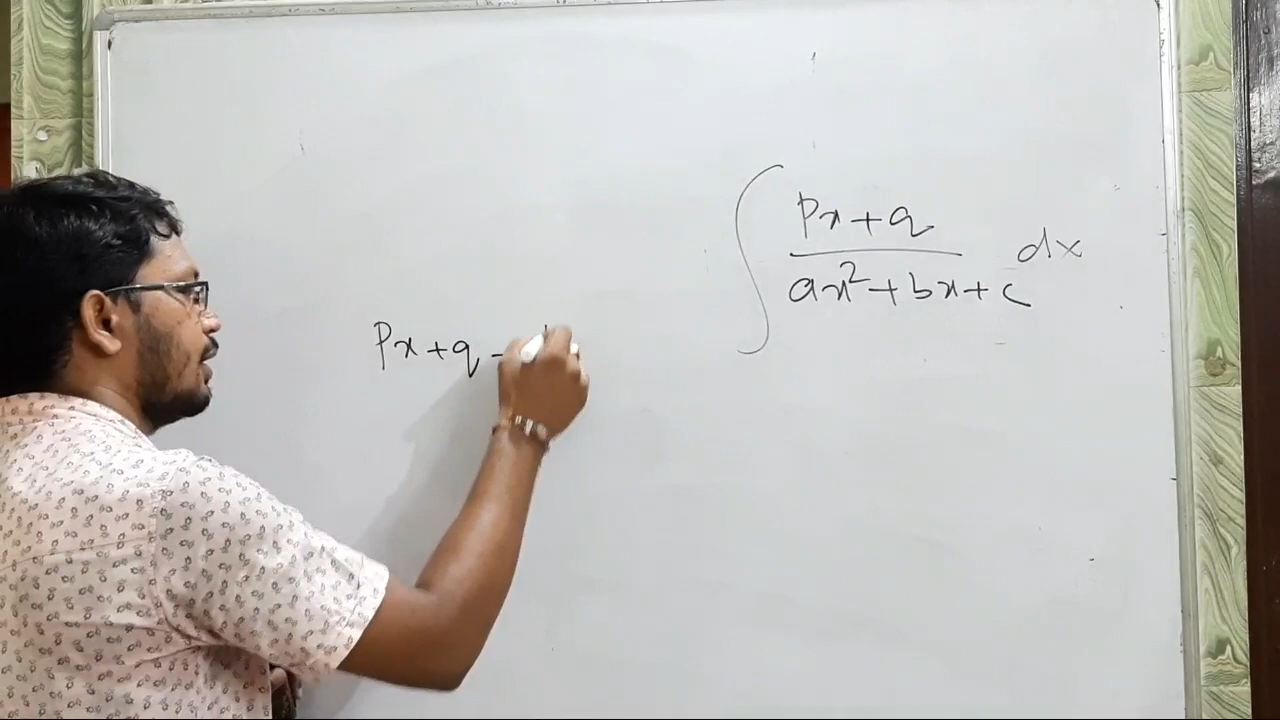 ∫ px+q / ax²+bx+c dx
px+q